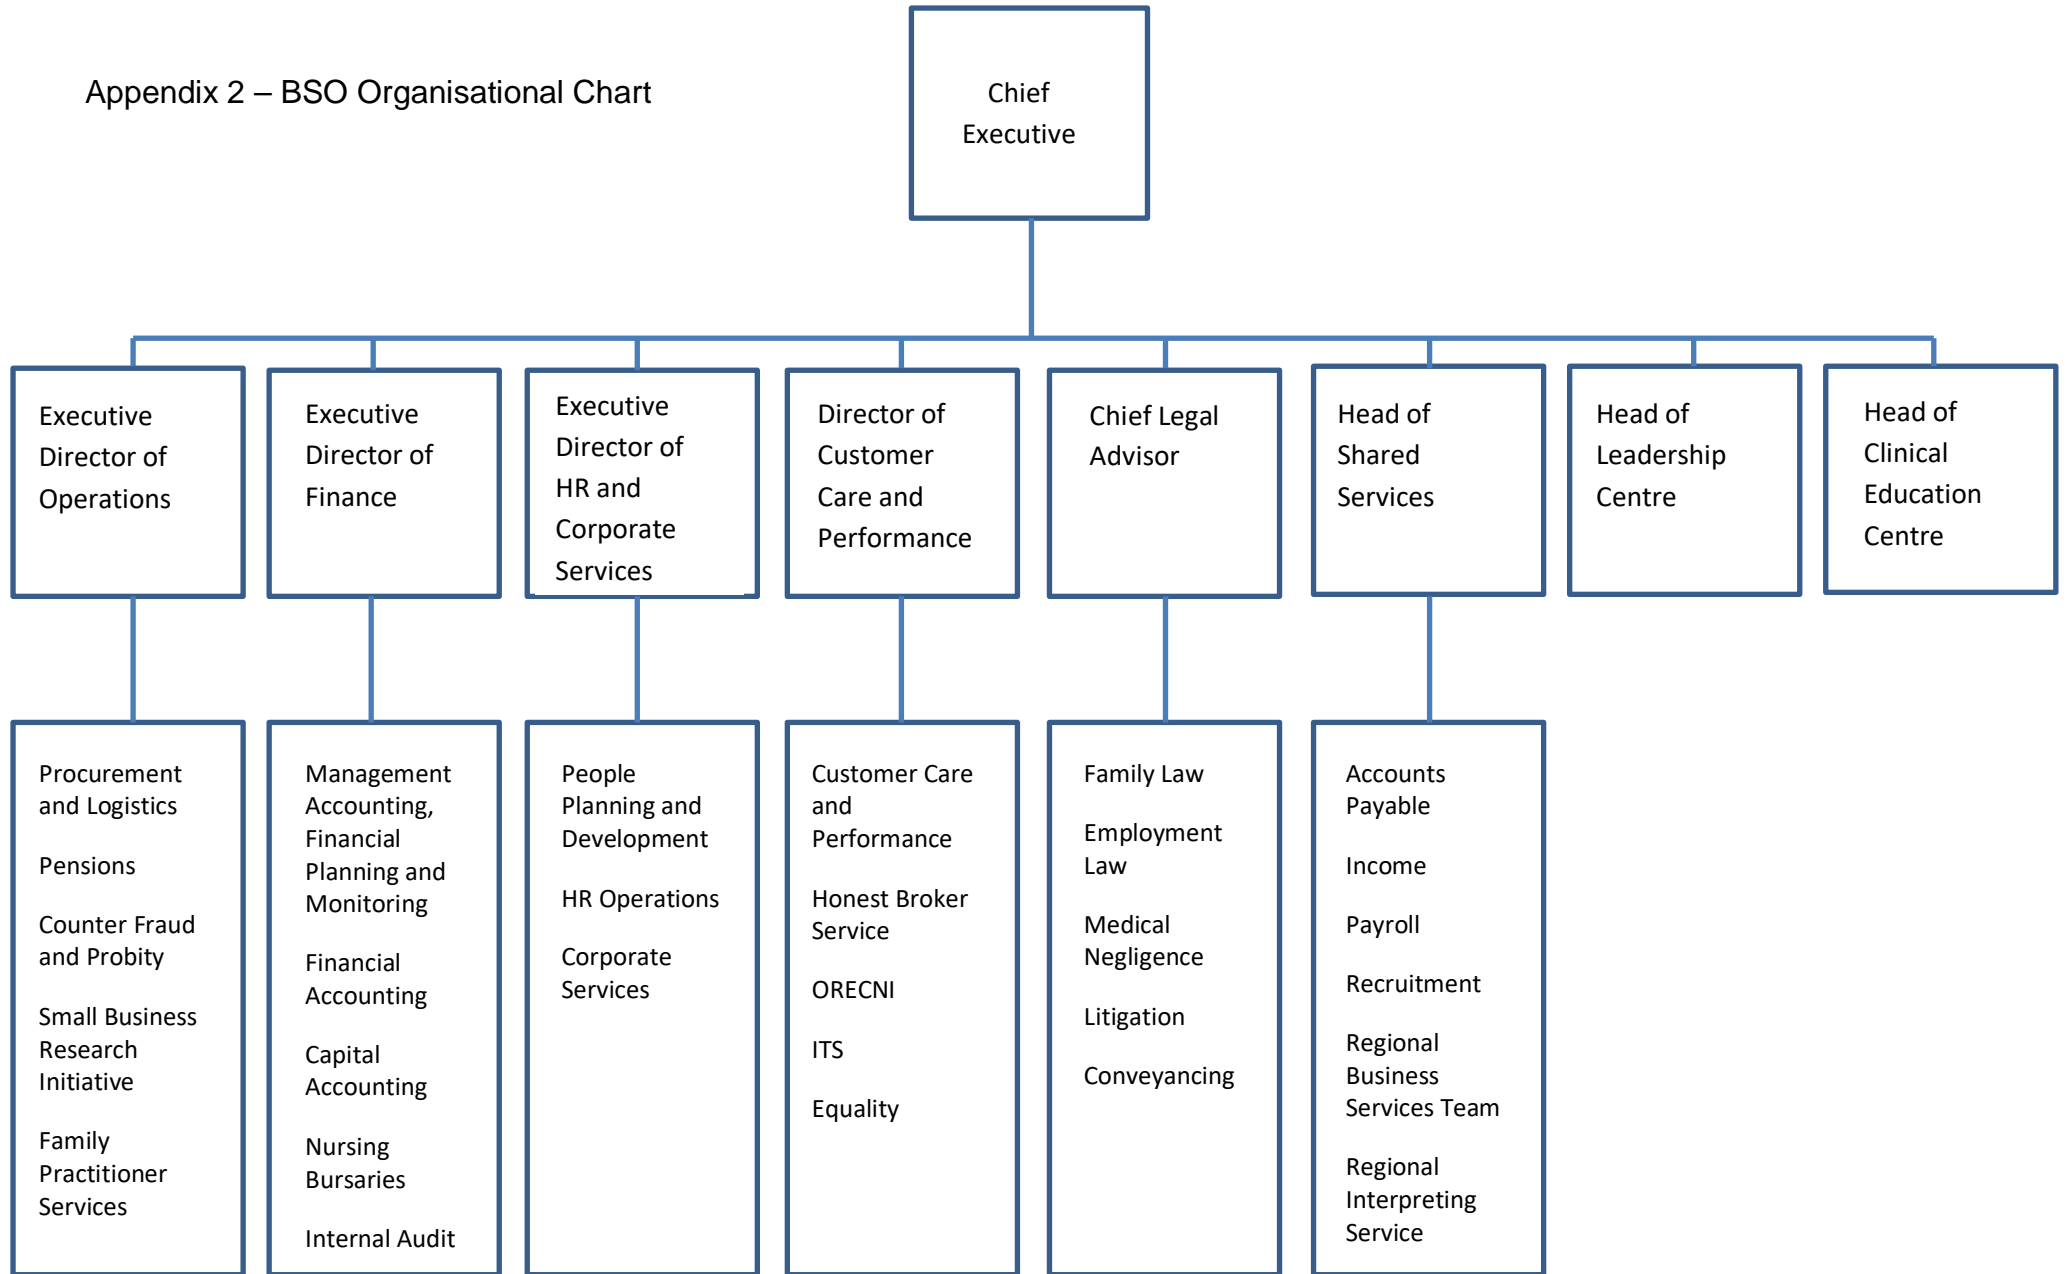 Appendix 2 – BSO Organisational Chart
Chief
Executive
Executive
Director of
Operations
Executive
Director of
Finance
Executive
Director of
HR and
Corporate
Services
Director of
Customer
Care and
Performance
Chief Legal
Advisor
Head of
Shared
Services
Head of
Leadership
Centre
Head of
Clinical
Education
Centre
Procurement
and Logistics
Pensions
Counter Fraud
and Probity
Small Business
Research
Initiative
Family
Practitioner
Services
Management
Accounting,
Financial
Planning and
Monitoring
Financial
Accounting
Capital
Accounting
Nursing
Bursaries
Internal Audit
People
Planning and
Development
HR Operations
Corporate
Services
Customer Care
and
Performance
Honest Broker
Service
ORECNI
ITS
Equality
Family Law
Employment
Law
Medical
Negligence
Litigation
Conveyancing
Accounts
Payable
Income
Payroll
Recruitment
Regional
Business
Services Team
Regional
Interpreting
Service